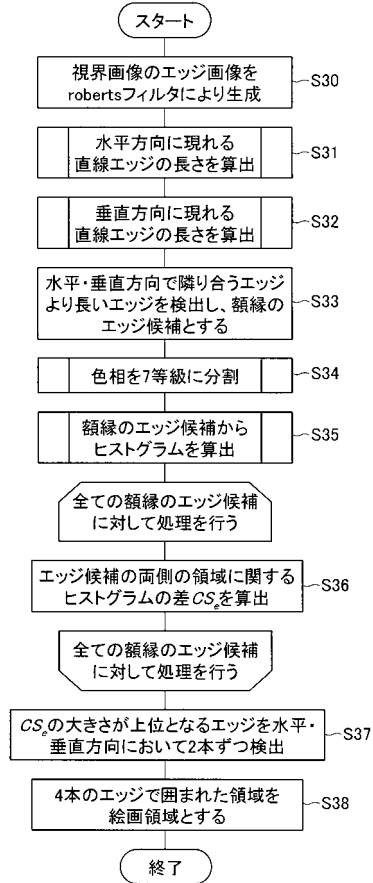 スタート
視界画像のエッジ画像を
robertsフィルタにより生成
S30
水平方向に現れる
直線エッジの長さを算出
S31
垂直方向に現れる
直線エッジの長さを算出
S32
水平・垂直方向で隣り合うエッジ
より長いエッジを検出し、額縁の
エッジ候補とする
S33
色相を7等級に分割
S34
額縁のエッジ候補から
ヒストグラムを算出
S35
全ての額縁のエッジ候補
に対して処理を行う
エッジ候補の両側の領域に関する
ヒストグラムの差CSeを算出
S36
全ての額縁のエッジ候補
に対して処理を行う
CSeの大きさが上位となるエッジを水平・
垂直方向において2本ずつ検出
S37
4本のエッジで囲まれた領域を
絵画領域とする
S38
終了